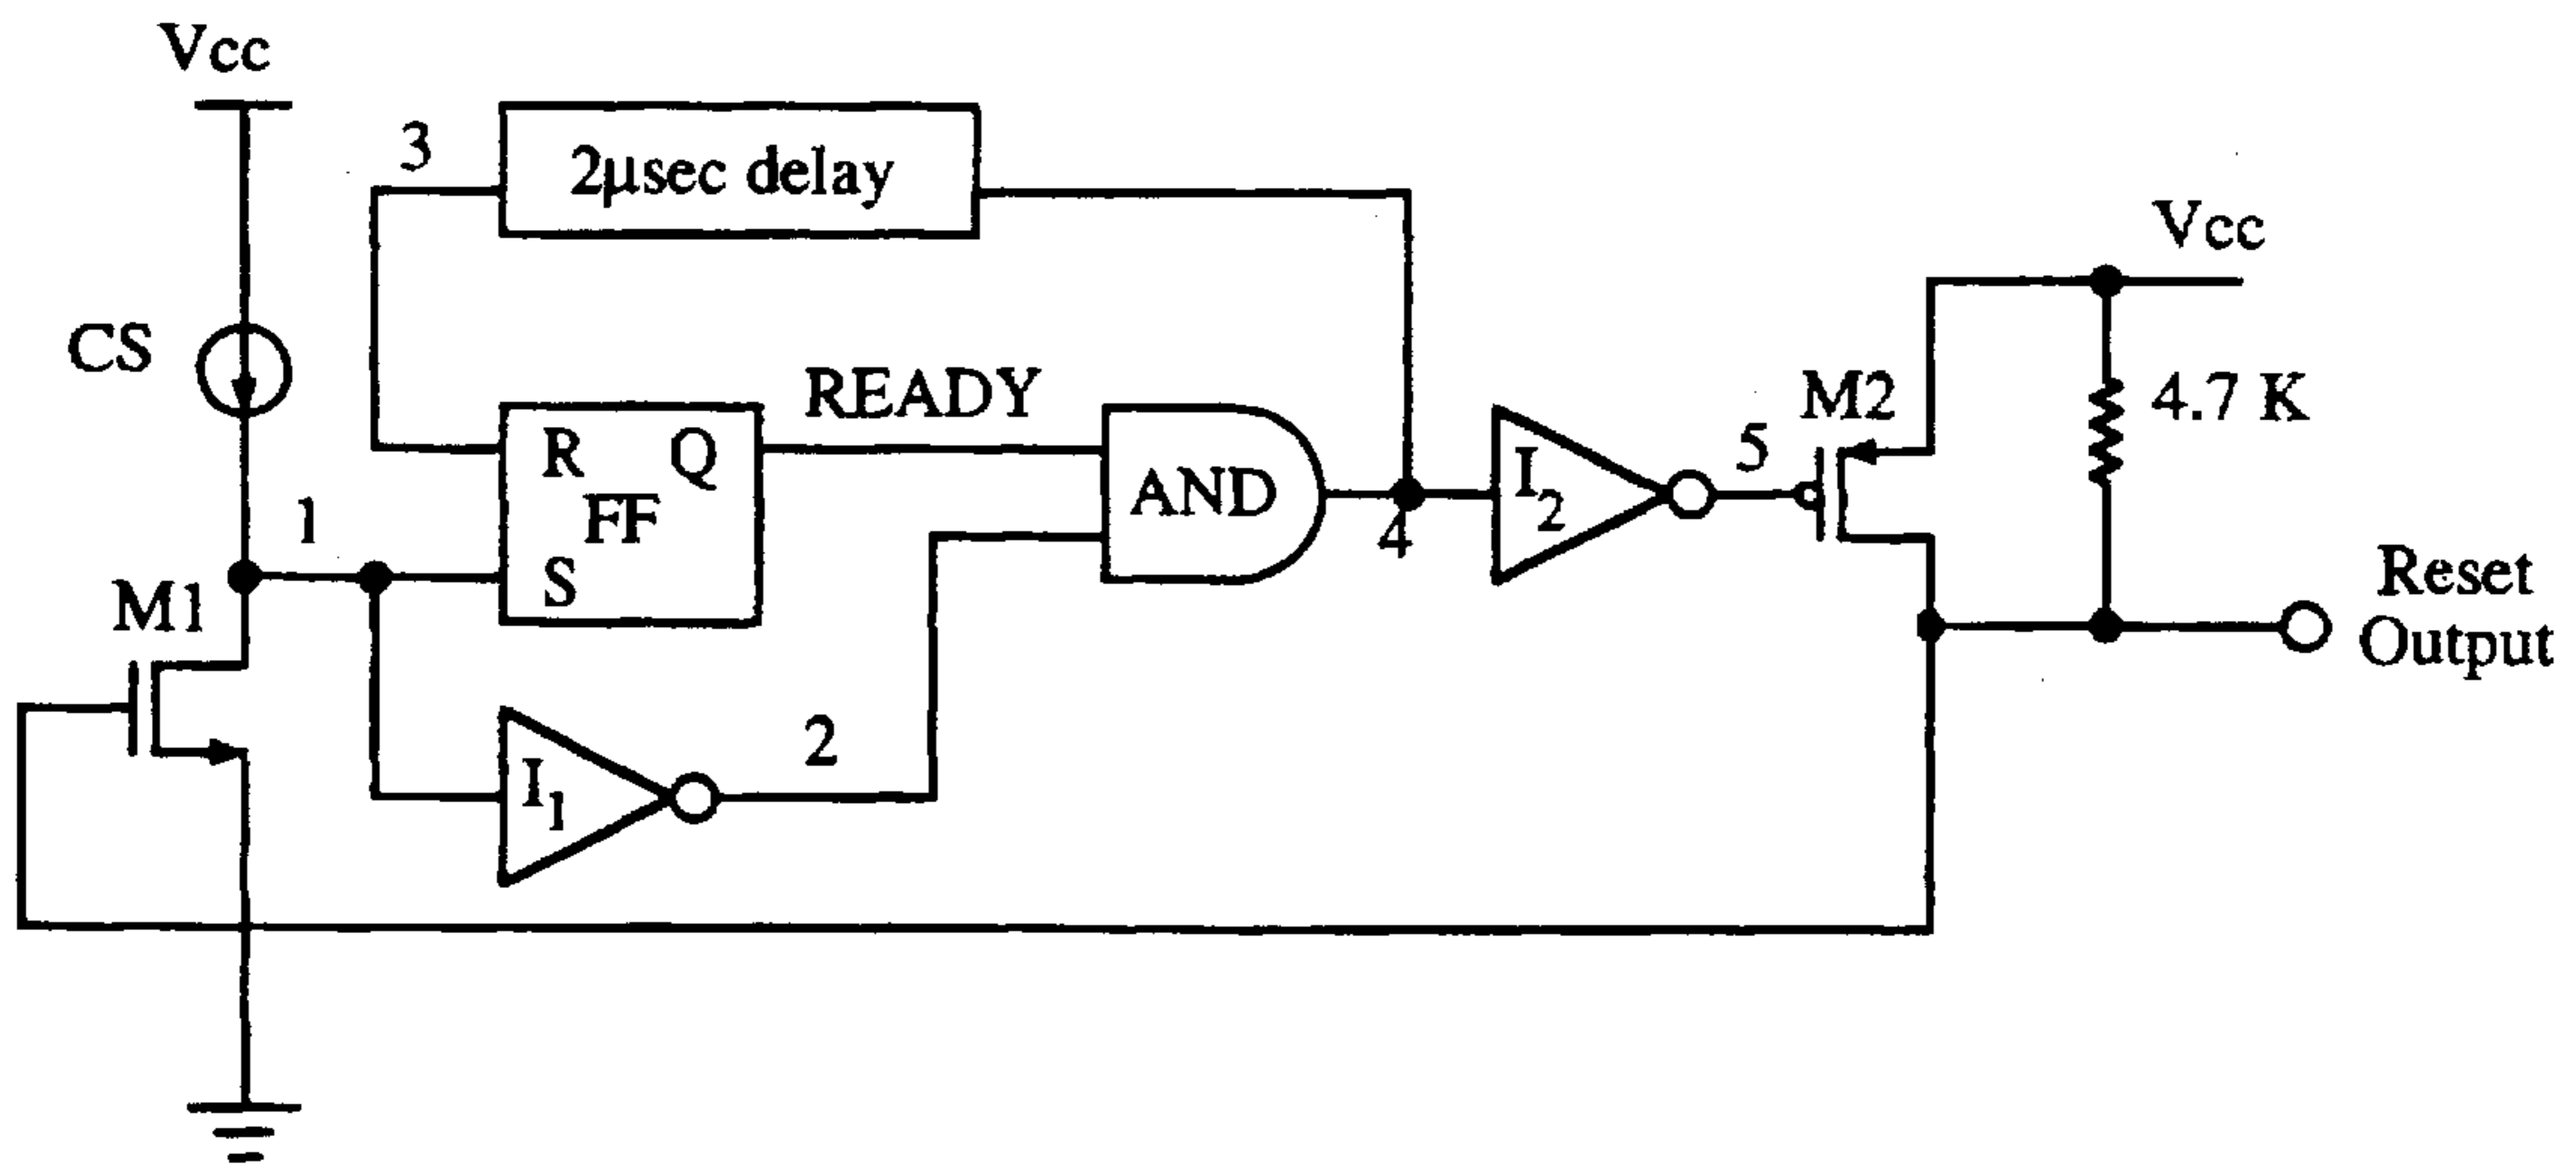 Vcc
3
2µsec delay
Vcc
CS
READY
M2
4.7 K
R Q
5
I2
AND
FF
1
4
S
Reset
Output
M1
2
I1